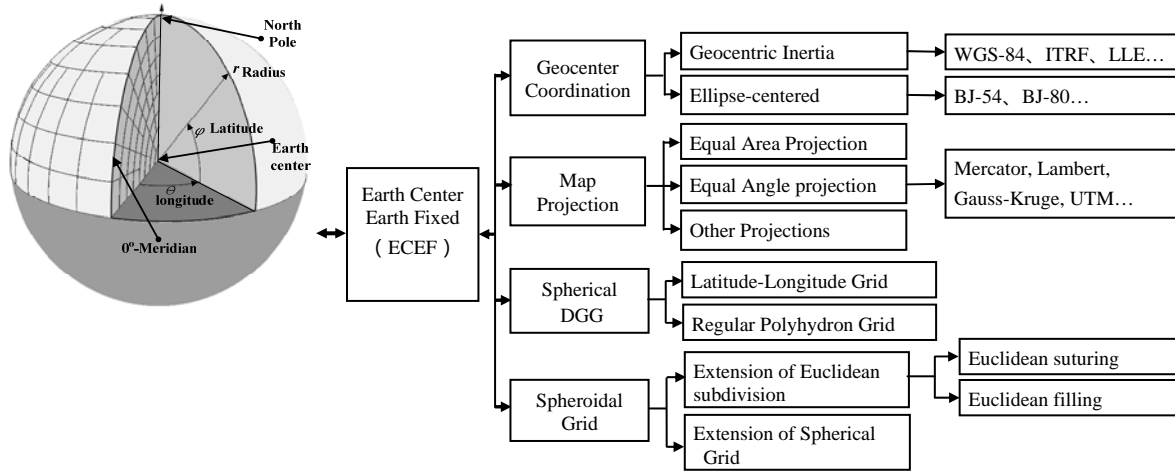 North
Pole
r Radius
φ Latitude
Earth
center
θ
longitude
0º-Meridian
Earth Center
Earth Fixed
( ECEF )
Geocenter
Coordination
Geocentric Inertia
WGS-84、ITRF、LLE…
Ellipse-centered
BJ-54、BJ-80…
Map
Projection
Equal Area Projection
Equal Angle projection
Mercator, Lambert,
Gauss-Kruge, UTM…
Other Projections
Spherical
DGG
Latitude-Longitude Grid
Regular Polyhydron Grid
Spheroidal
Grid
Extension of Euclidean
subdivision
Euclidean suturing
Euclidean filling
Extension of Spherical
Grid